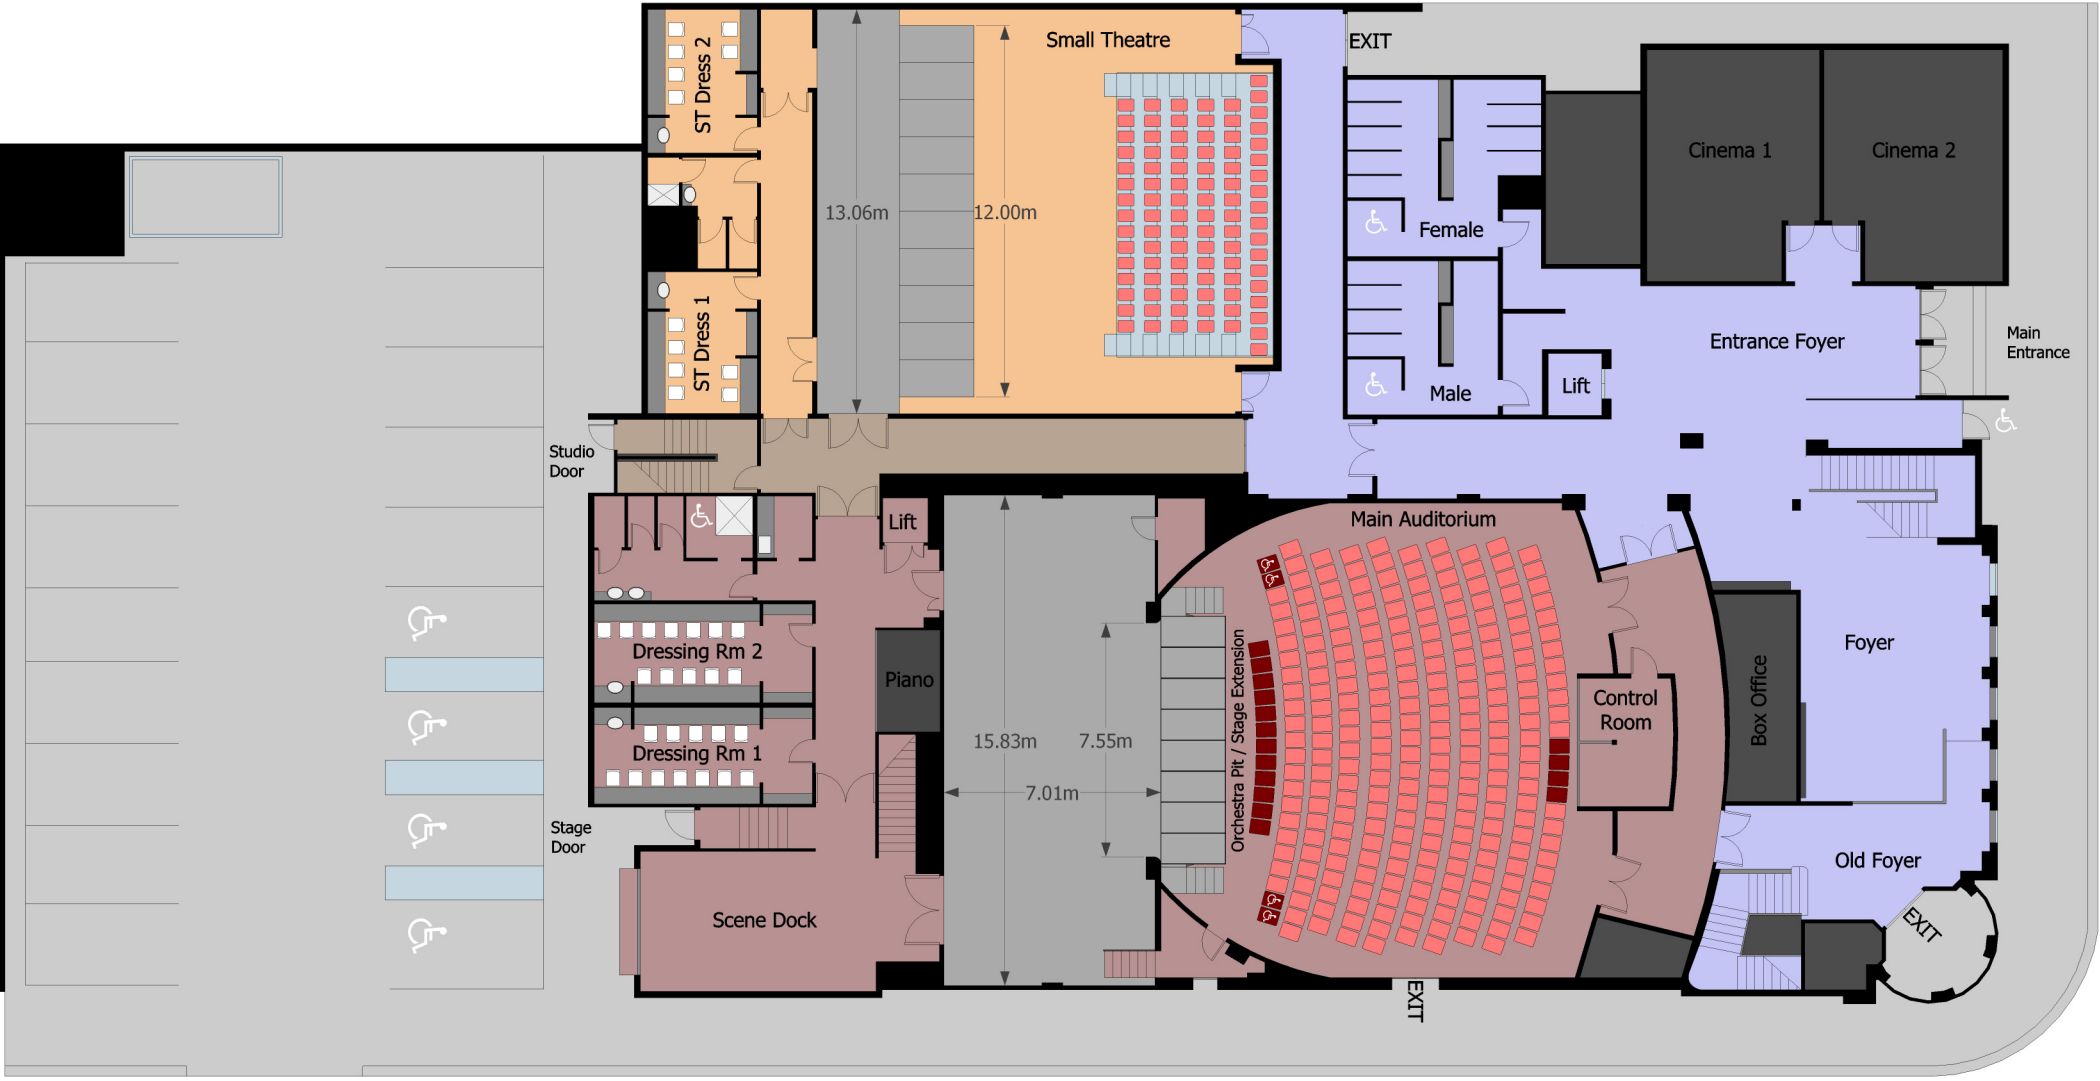 ST Dress 2
Small Theatre
EXIT
Cinema 1
Cinema 2
13.06m
12.00m
Female
ST Dress 1
Male
Lift
Entrance Foyer
Main
Entrance
Studio
Door
Lift
Main Auditorium
Dressing Rm 2
Piano
Orchestra Pit / Stage Extension
Foyer
Box Office
Control
Room
15.83m
7.55m
7.01m
Dressing Rm 1
Stage
Door
Old Foyer
Scene Dock
EXIT
EXIT